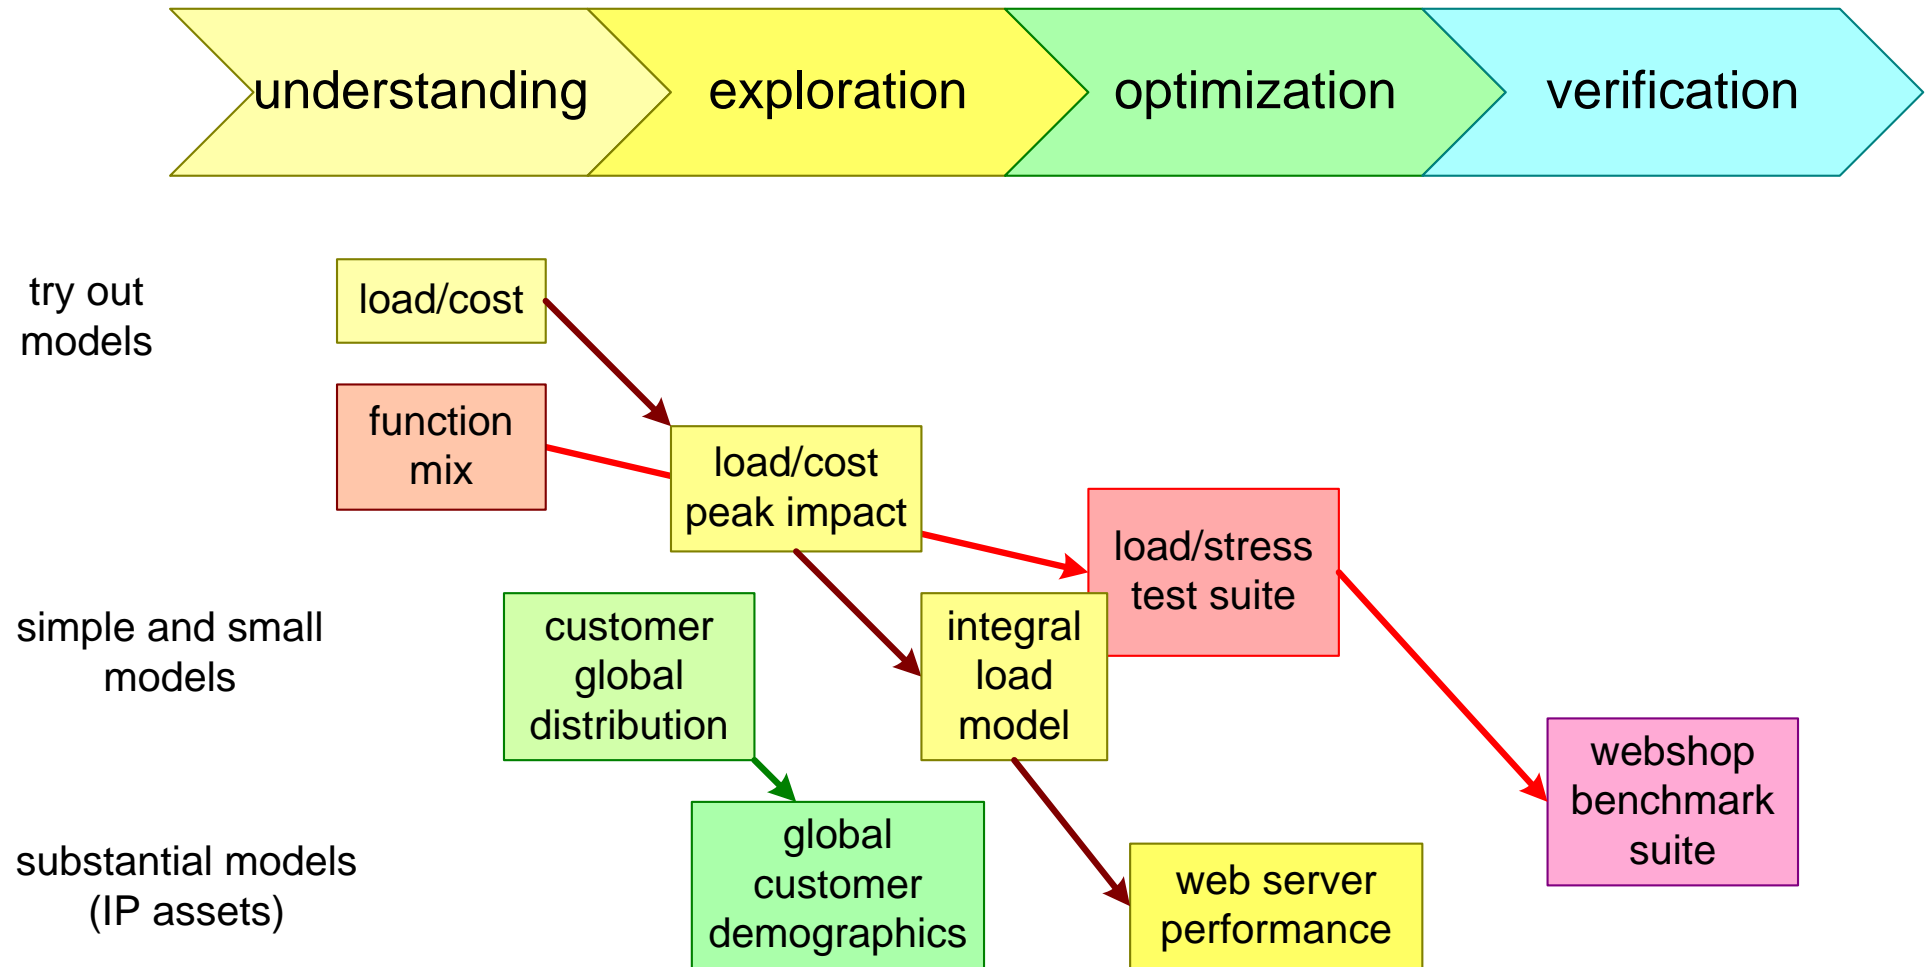 understanding
exploration
optimization
verification
try out
models
load/cost
function
mix
load/cost
peak impact
load/stress
test suite
simple and small
models
customer
global
distribution
integral
load
model
webshop
benchmark
suite
substantial models
(IP assets)
global
customer
demographics
web server
performance